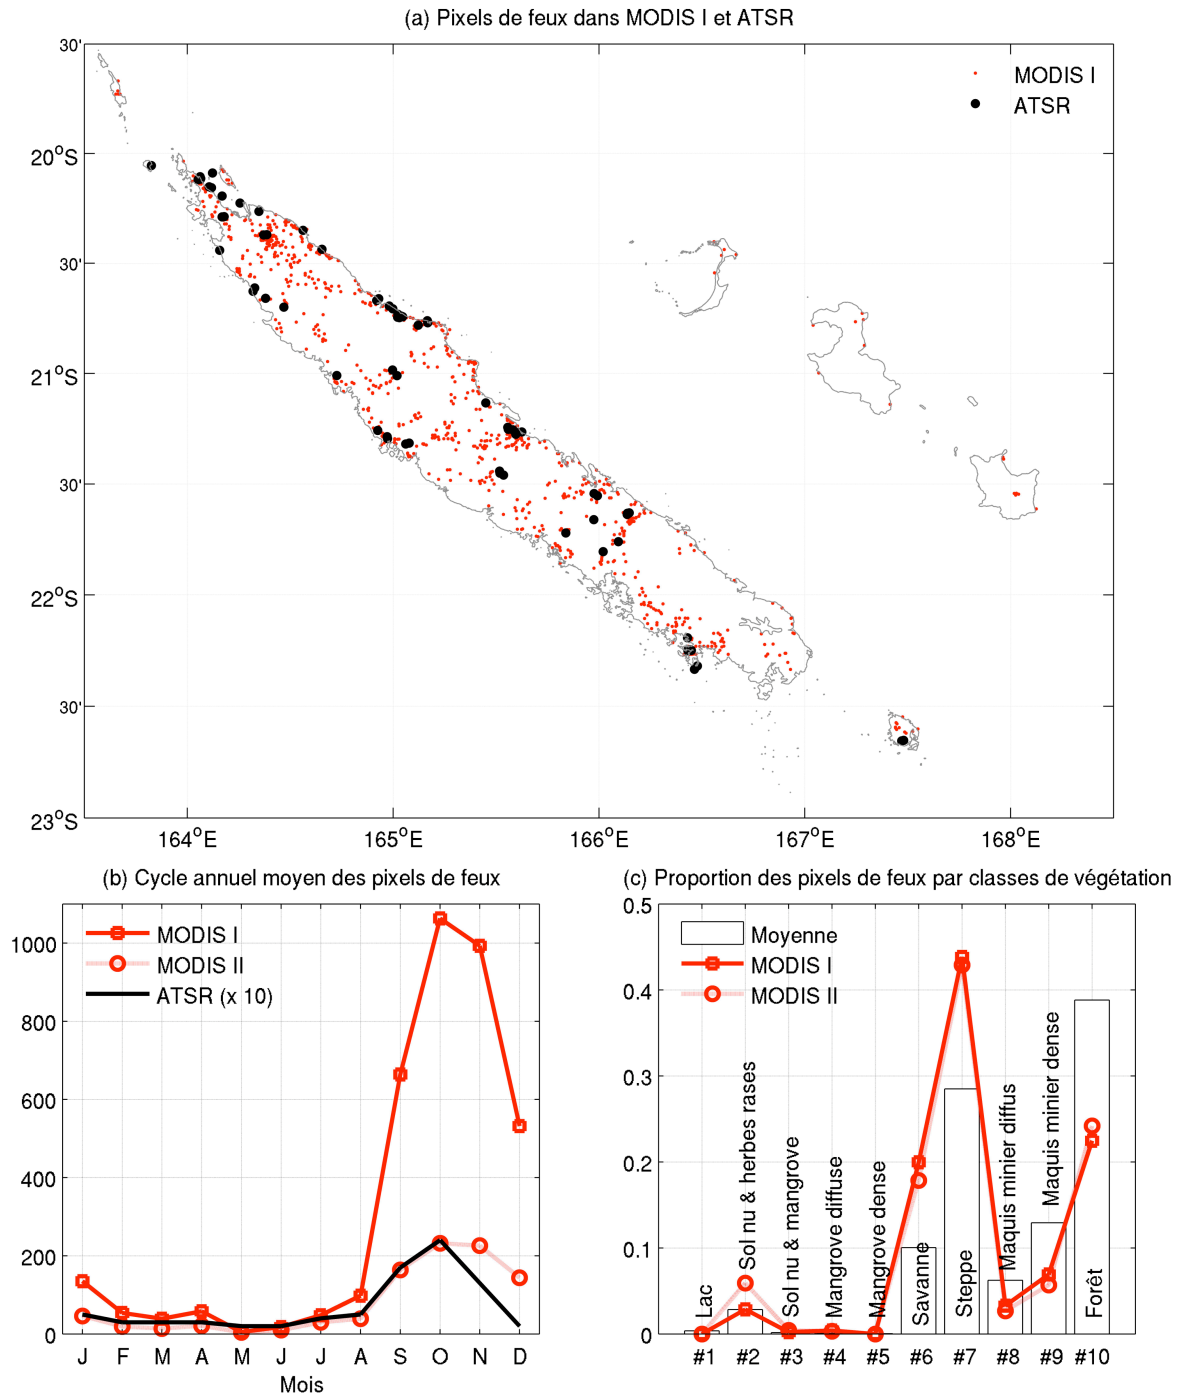 (a) Pixels de feux dans MODIS I et ATSR
MODIS I
ATSR
30'
20°S
30'
21°S
30'
22°S
30'
23°S
164°E 165°E 166°E 167°E 168°E
(b) Cycle annuel moyen des pixels de feux
MODIS I
MODIS II
ATSR (x 10)
1000
800
600
400
200
0
J F M A M J J A S O N D
Mois
(c) Proportion des pixels de feux par classes de végétation
Moyenne
MODIS I
MODIS II
0.5
0.4
0.3
0.2
0.1
0
Lac
Sol nu & herbes rases
Sol nu & mangrove
Mangrove diffuse
Mangrove dense
Savanne
Steppe
Maquis minier diffus
Maquis minier dense
Forêt
#1 #2 #3 #4 #5 #6 #7 #8 #9 #10